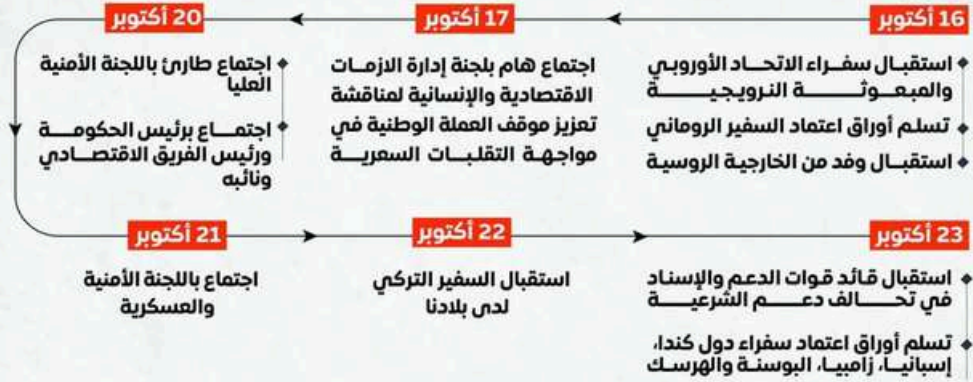 16 أكتوبر
استقبال سفراء الاتحاد الأوروبي
والمبعوثة النرويجية
تسلم أوراق اعتماد السفير الروماني
استقبال وفد من الخارجية الروسية
17 أكتوبر
اجتماع هام بلجنة إدارة الازمات
الاقتصادية والإنسانية لمناقشة
تعزيز موقف العملة الوطنية في
مواجهة التقلبات السعرية
20 أكتوبر
اجتماع طارئ باللجنة الأمنية
العليا
اجتماع برئيس الحكومة
ورئيس الفريق الاقتصادي
ونائبه
21 أكتوبر
اجتماع باللجنة الأمنية
والعسكرية
22 أكتوبر
استقبال السفير التركي
لدى بلادنا
23 أكتوبر
استقبال قائد قوات الدعم والإسناد
في تحالف دعم الشرعية
تسلم أوراق اعتماد سفراء دول كندا،
إسبانيا، زامبيا، البوسنة والهرسك